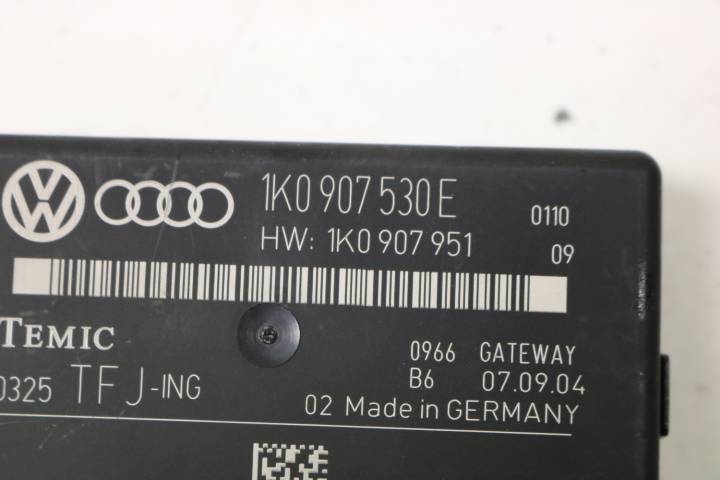 1K0 907 530 E 0110
HW: 1K0 907 951 09
TEMIC
0966 GATEWAY
0325 TFJ-ING B6 07.09.04
02 Made in GERMANY